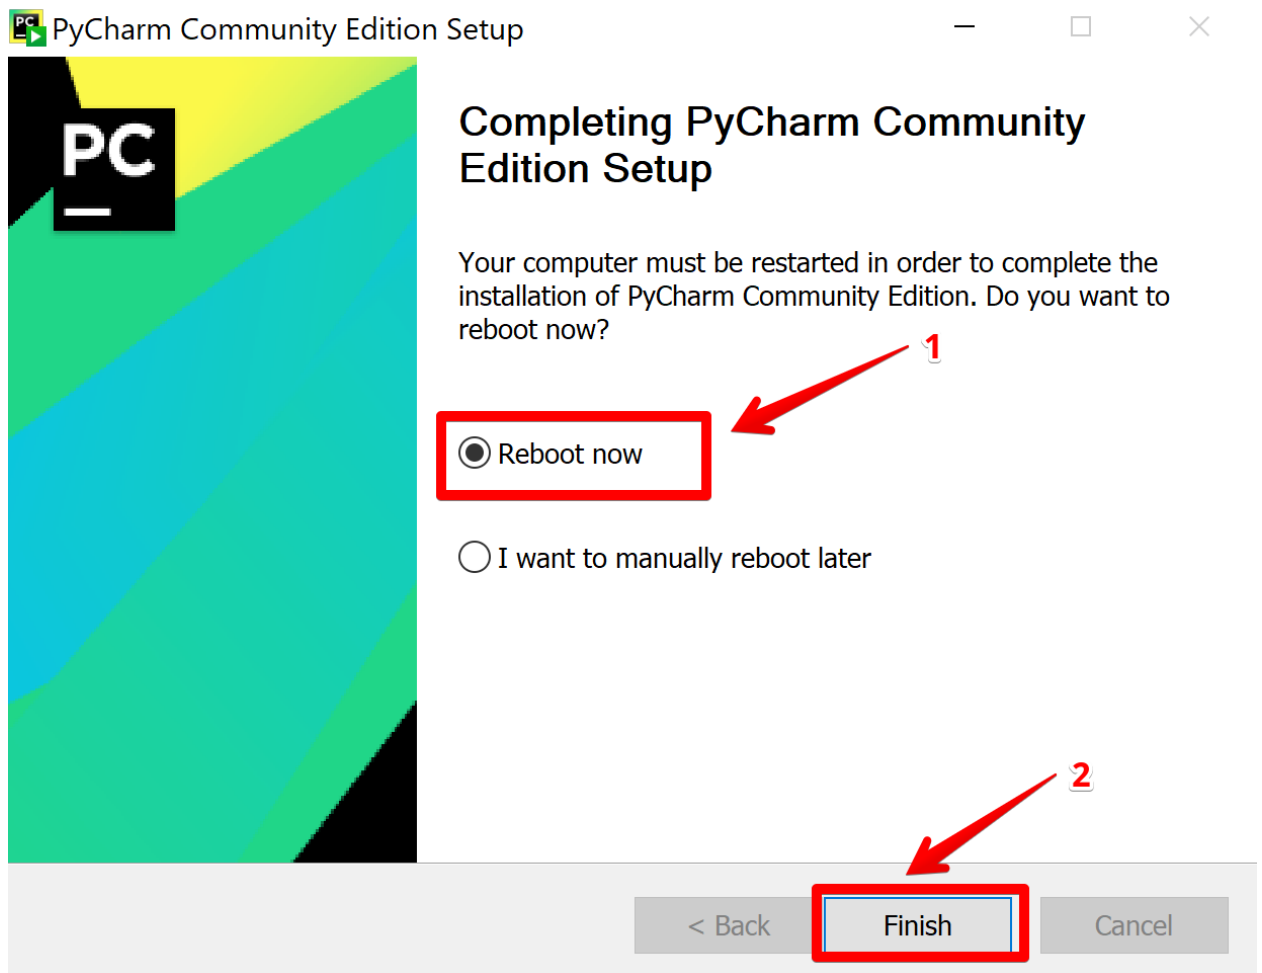 PyCharm Community Edition Setup
PC
Completing PyCharm Community
Edition Setup
Your computer must be restarted in order to complete the
installation of PyCharm Community Edition. Do you want to
reboot now?
1
Reboot now
I want to manually reboot later
2
< Back
Finish
Cancel